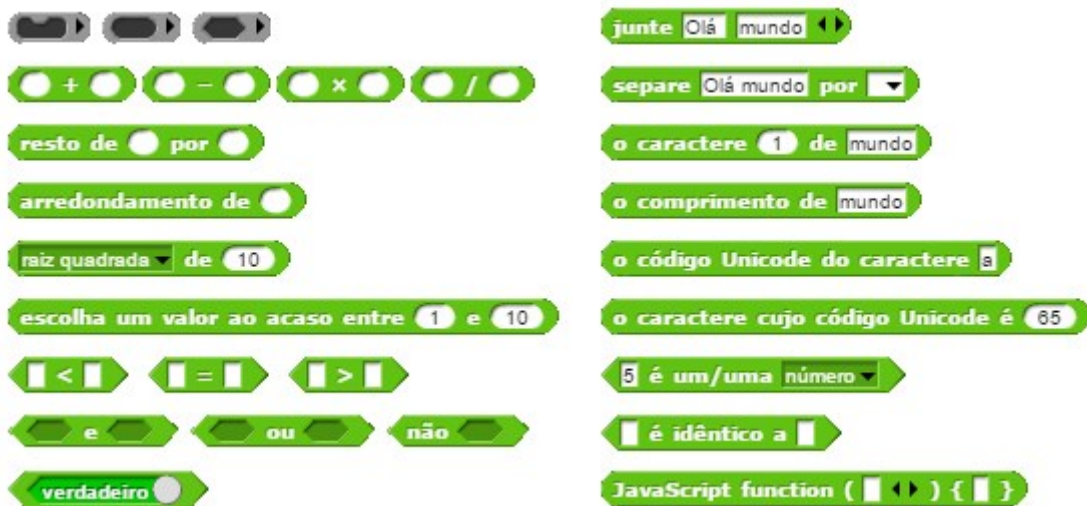 + - × /
resto de por
arredondamento de
raiz quadrada de 10
escolha um valor ao acaso entre 1 e 10
< = >
e ou não
verdadeiro
junte Olá mundo
separe Olá mundo por
o caractere 1 de mundo
o comprimento de mundo
o código Unicode do caractere a
o caractere cujo código Unicode é 65
5 é um/uma número
é idêntico a
JavaScript function ( ) { }